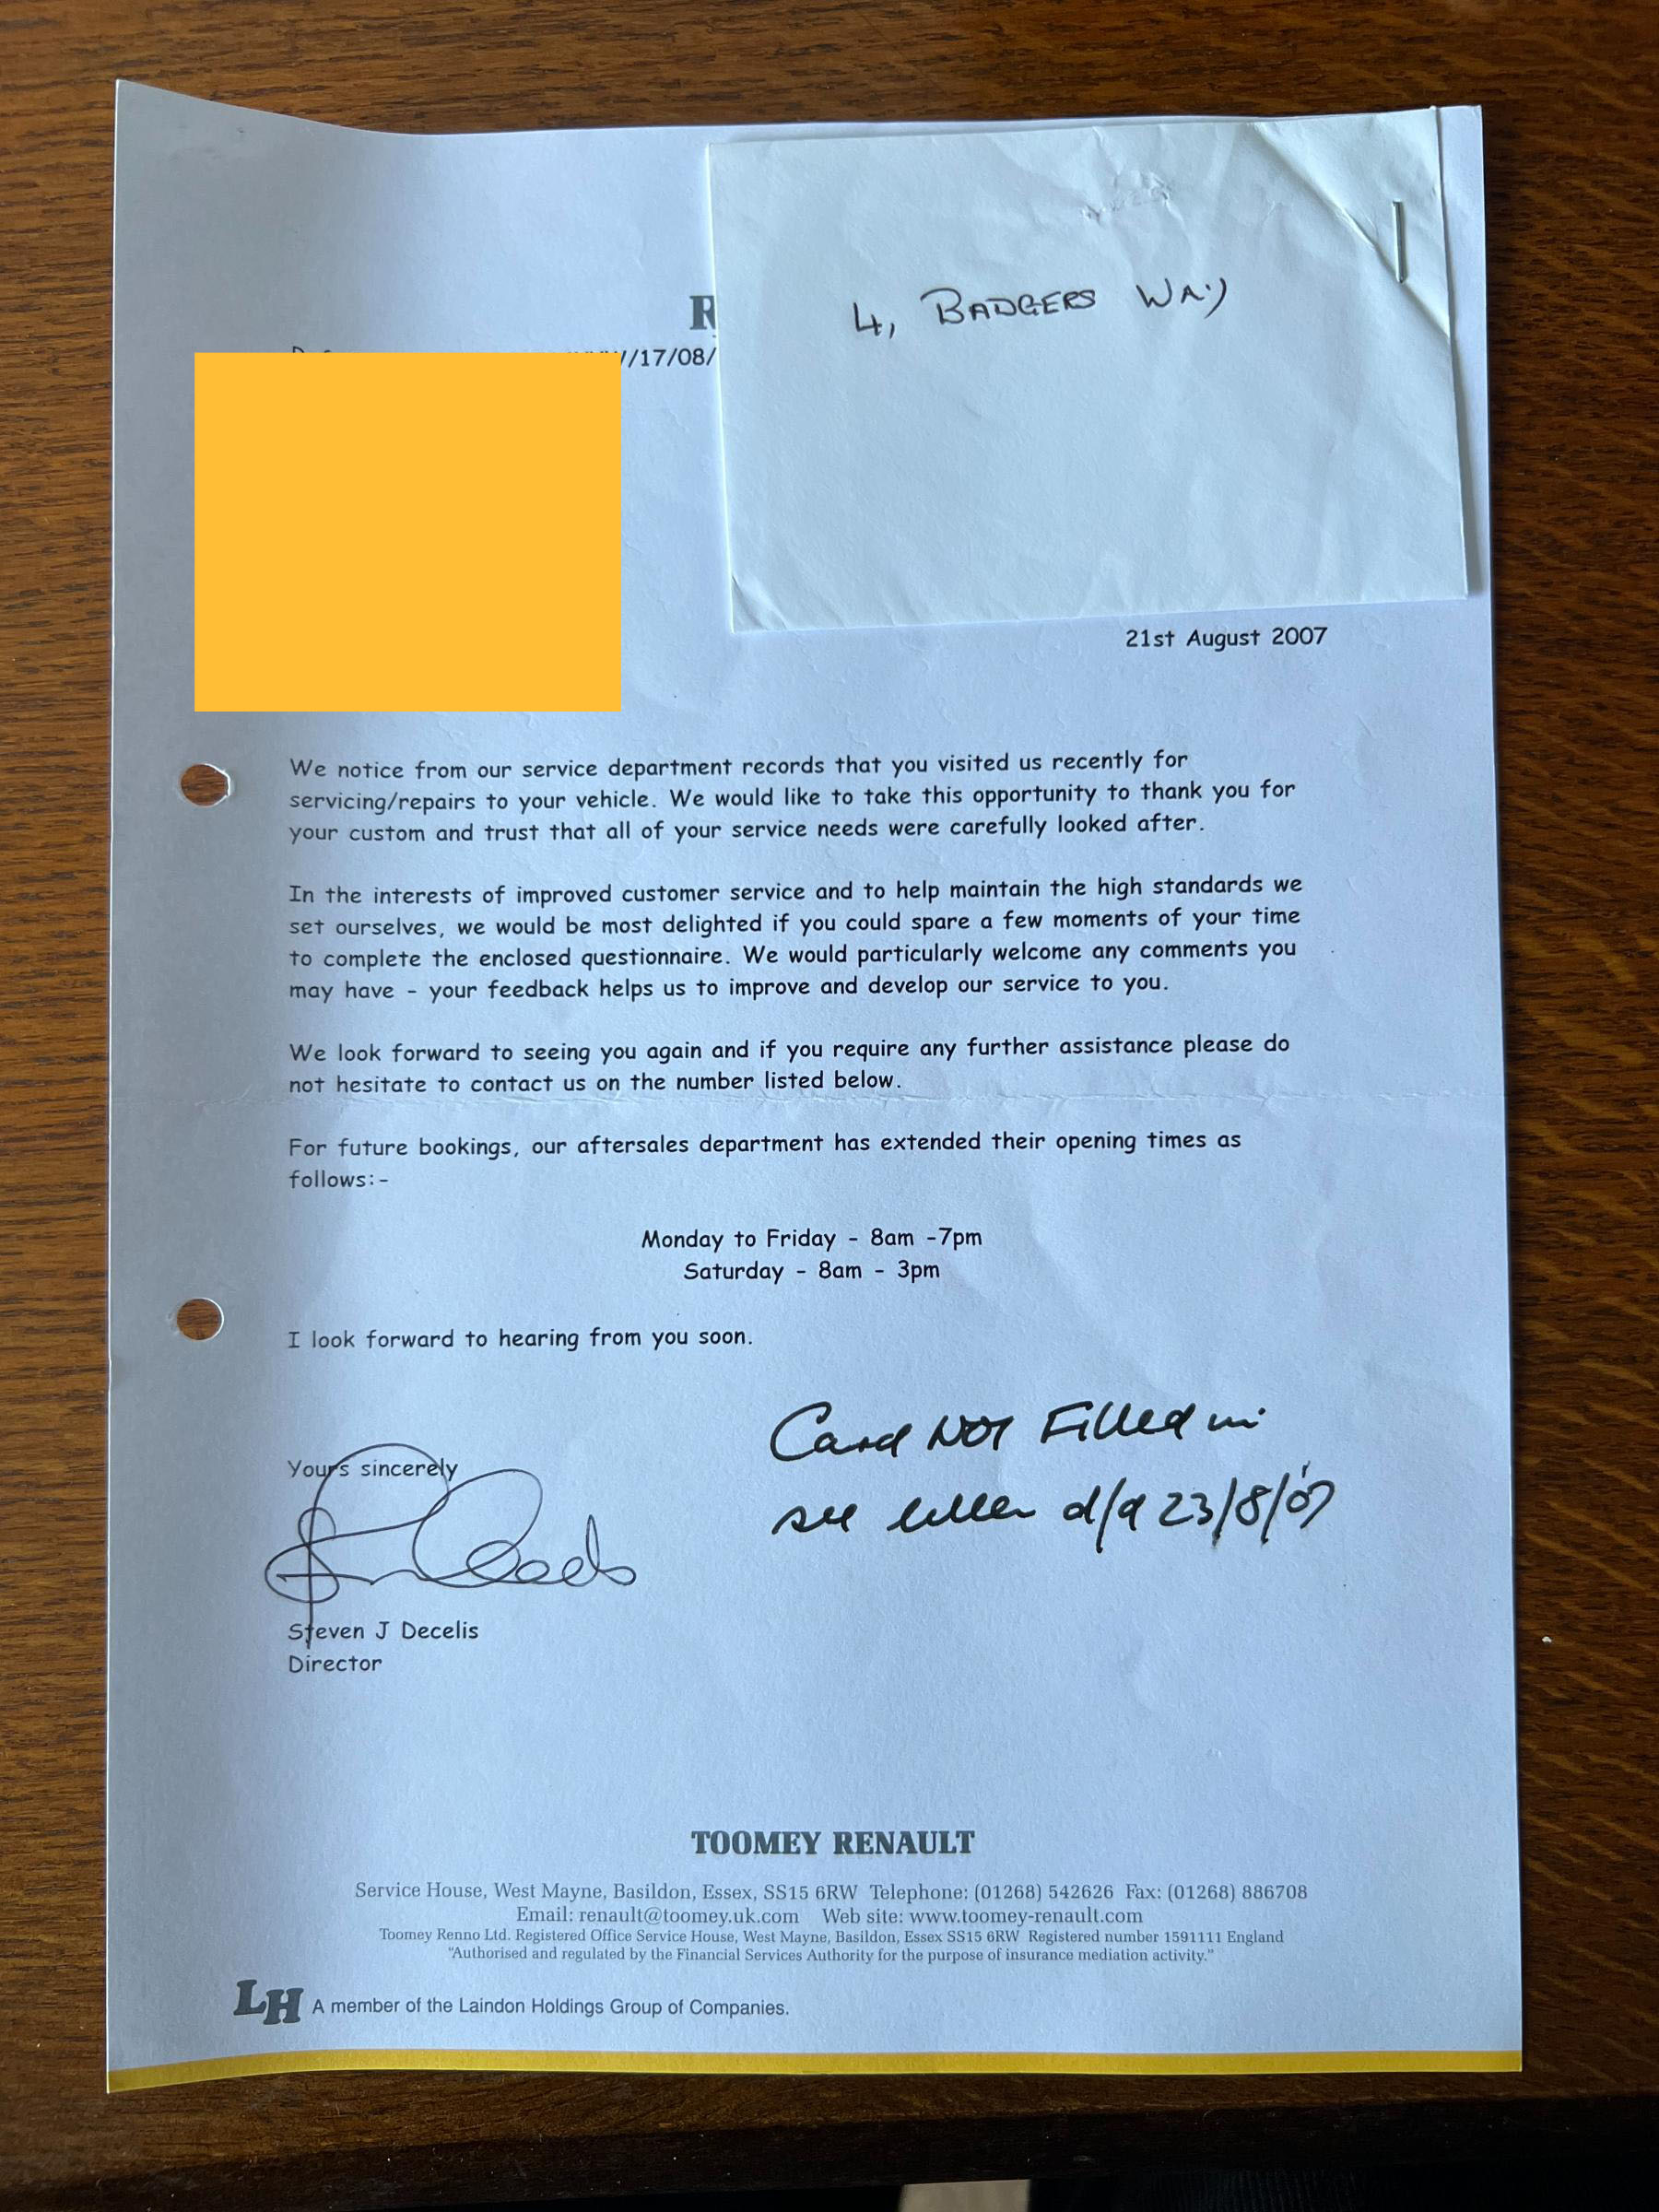 R
4, BADGERS WAY
/17/08/
21st August 2007
We notice from our service department records that you visited us recently for
servicing/repairs to your vehicle. We would like to take this opportunity to thank you for
your custom and trust that all of your service needs were carefully looked after.
In the interests of improved customer service and to help maintain the high standards we
set ourselves, we would be most delighted if you could spare a few moments of your time
to complete the enclosed questionnaire. We would particularly welcome any comments you
may have - your feedback helps us to improve and develop our service to you.
We look forward to seeing you again and if you require any further assistance please do
not hesitate to contact us on the number listed below.
For future bookings, our aftersales department has extended their opening times as
follows:-
Monday to Friday - 8am -7pm
Saturday - 8am - 3pm
I look forward to hearing from you soon.
Card NOT Filled in
see letter d/d 23/8/07
Yours sincerely
Steven J Decelis
Director
TOOMEY RENAULT
Service House, West Mayne, Basildon, Essex, SS15 6RW Telephone: (01268) 542626 Fax: (01268) 886708
Email: renault@toomey.uk.com Web site: www.toomey-renault.com
Toomey Renno Ltd. Registered Office Service House, West Mayne, Basildon, Essex SS15 6RW Registered number 1591111 England
"Authorised and regulated by the Financial Services Authority for the purpose of insurance mediation activity."
LH A member of the Laindon Holdings Group of Companies.